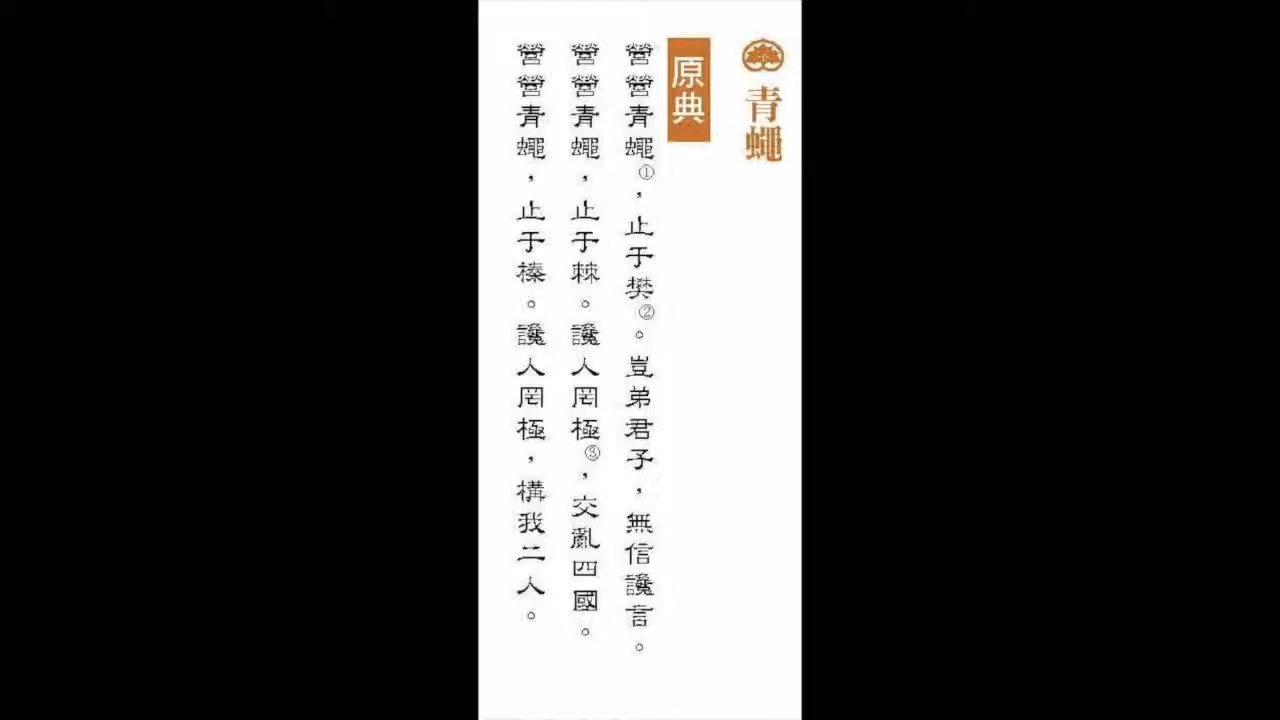 青蠅
原典
營營青蠅①，止于樊②。豈弟君子，無信讒言。
營營青蠅，止于棘。讒人罔極③，交亂四國。
營營青蠅，止于榛。讒人罔極，構我二人。